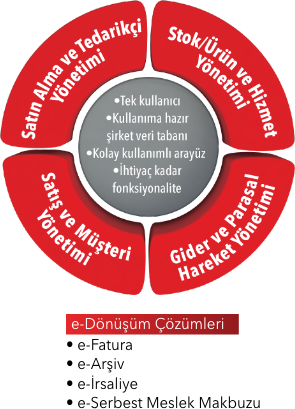 Satın Alma ve Tedarikçi
Yönetimi
Stok/Ürün ve Hizmet
Yönetimi
•Tek kullanıcı
•Kullanıma hazır
şirket veri tabanı
•Kolay kullanımlı arayüz
•İhtiyaç kadar
fonksiyonalite
Satış ve Müşteri
Yönetimi
Gider ve Parasal
Hareket Yönetimi
e-Dönüşüm Çözümleri
• e-Fatura
• e-Arşiv
• e-İrsaliye
• e-Serbest Meslek Makbuzu